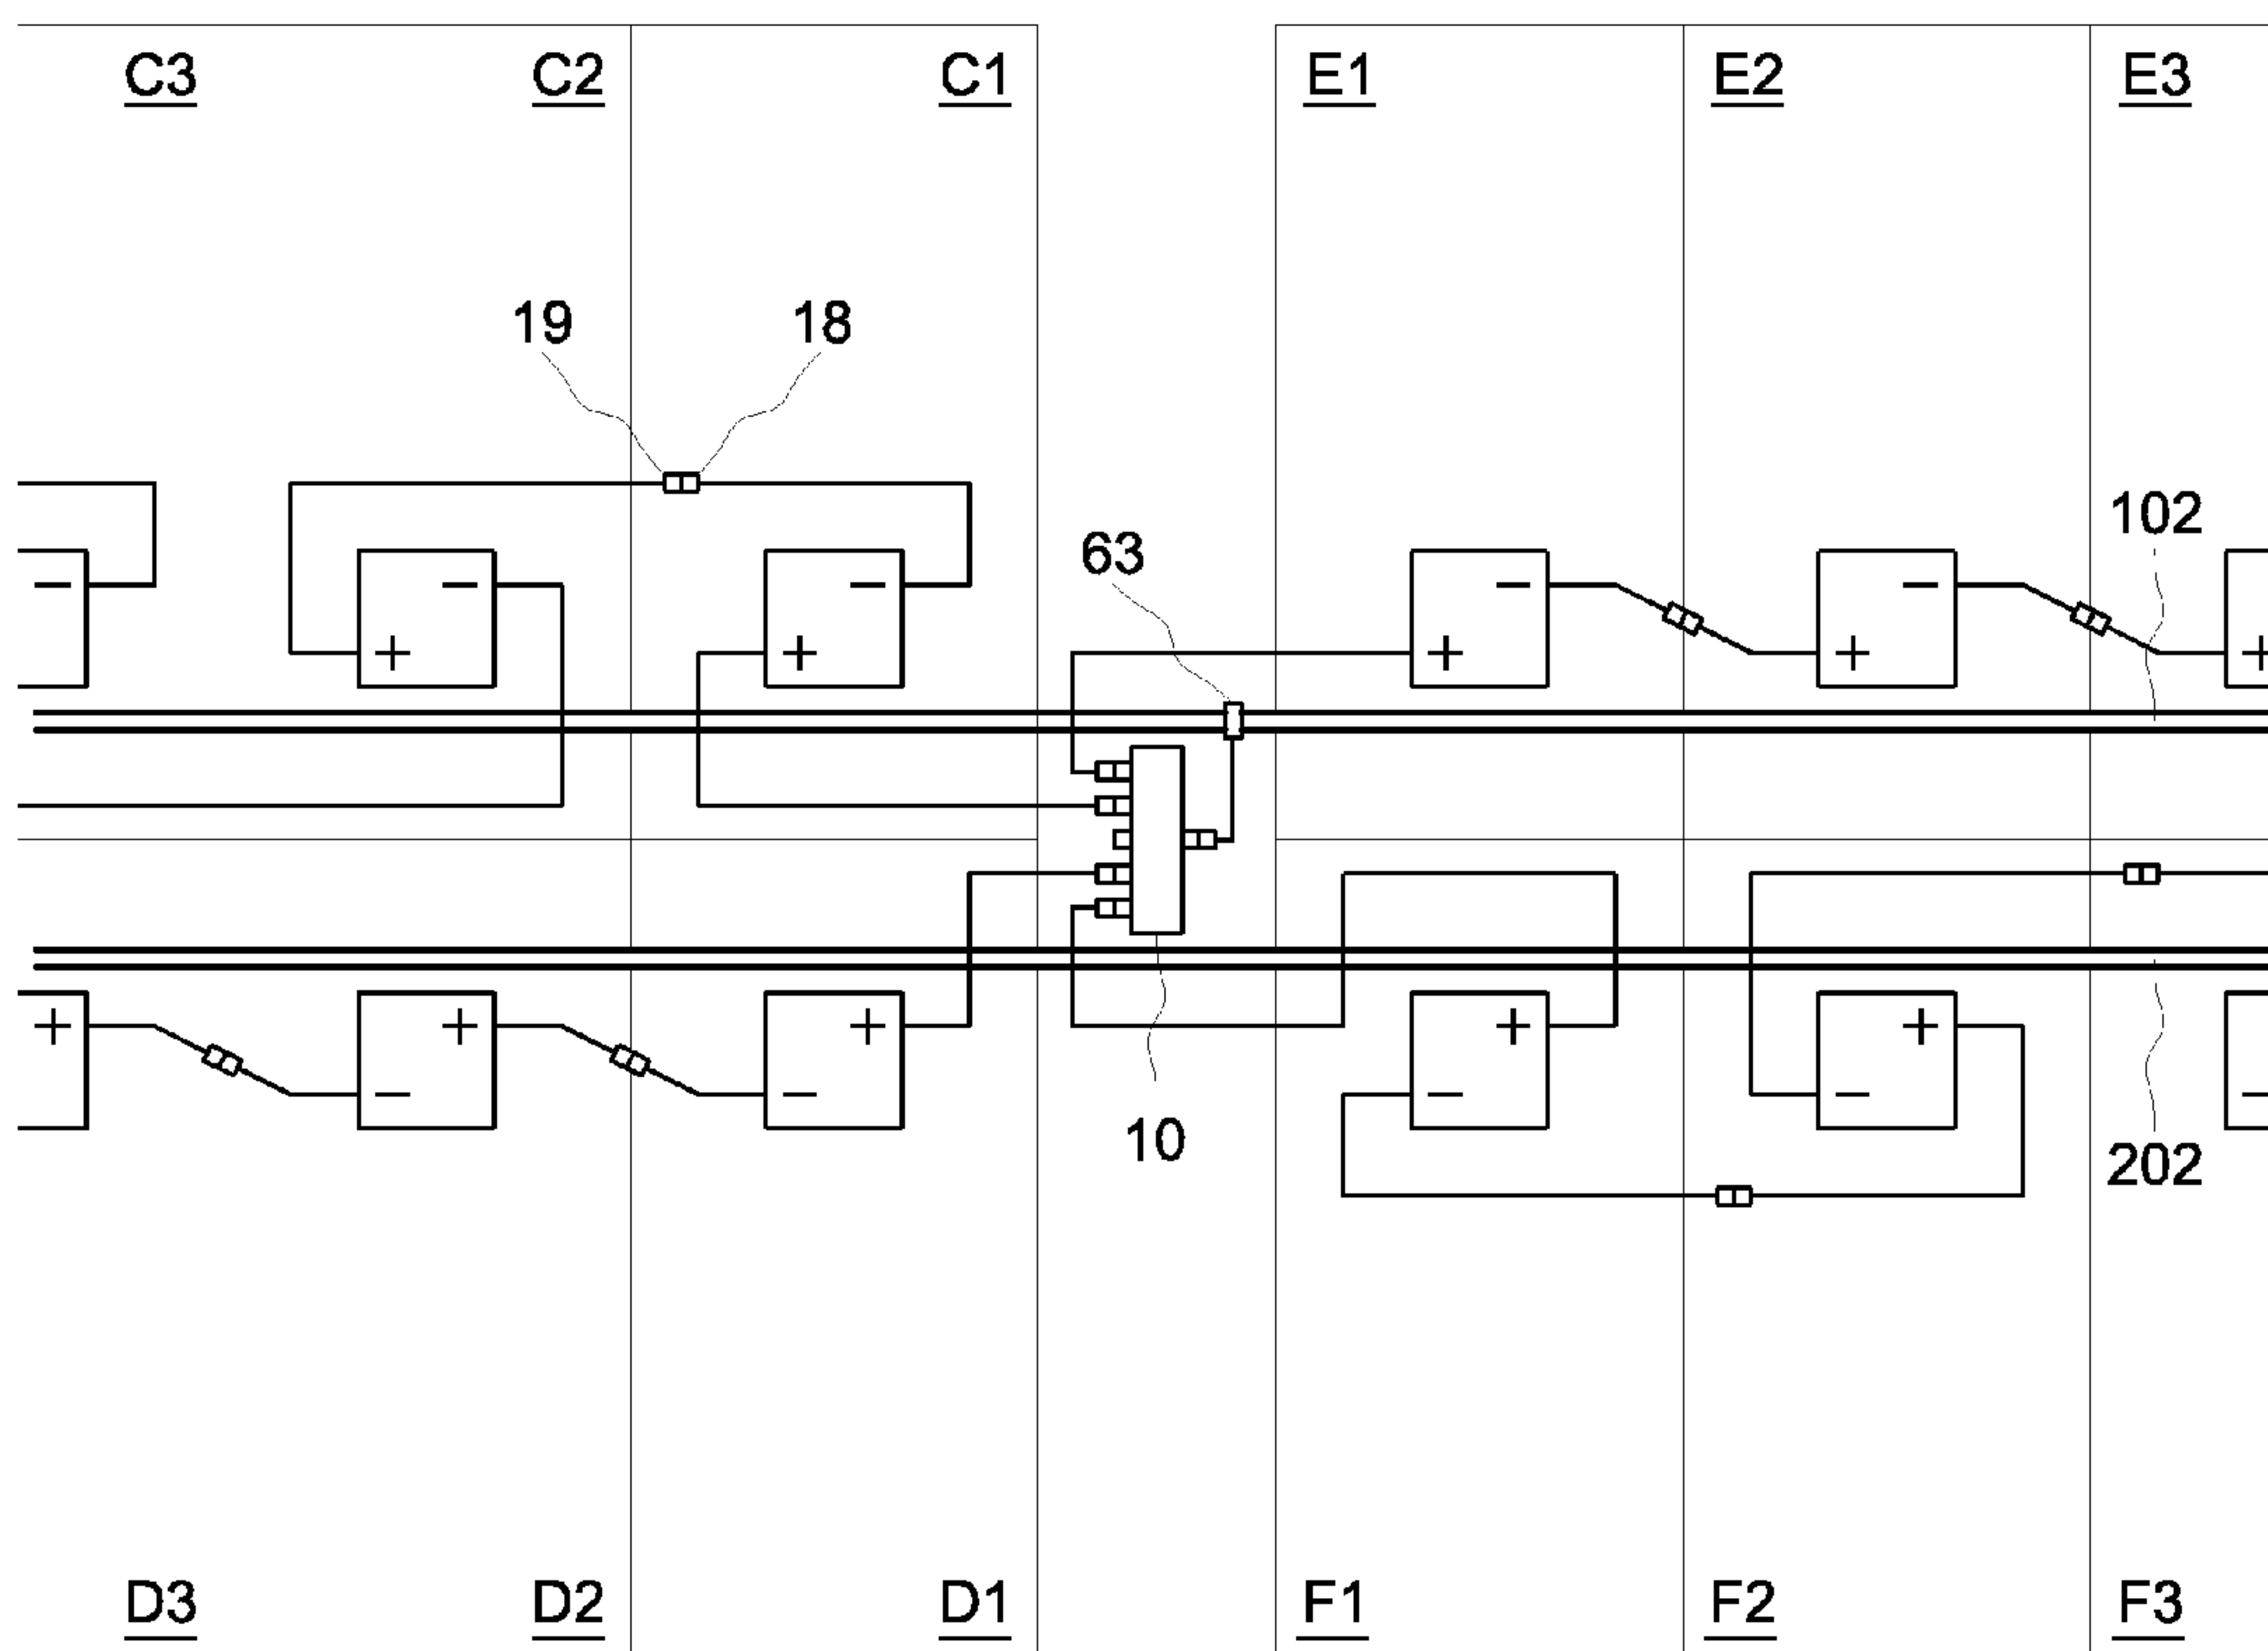 C3 C2 C1 E1 E2 E3
19 18
102
63
− − − −
+ + + + +
+ + + + +
− − − − −
10
202
D3 D2 D1 F1 F2 F3